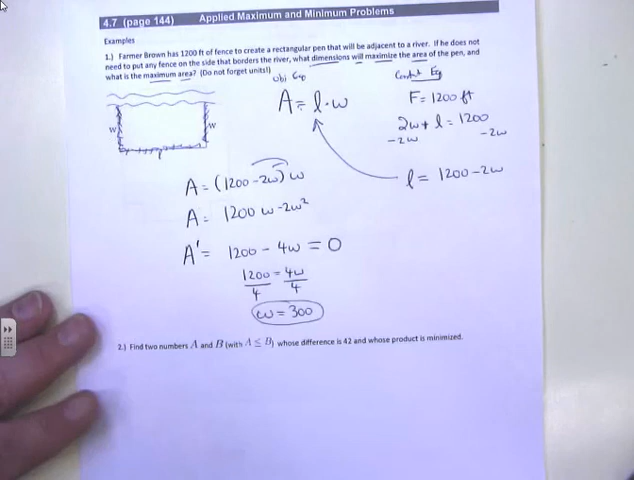 4.7 (page 144) Applied Maximum and Minimum Problems
Examples
1.) Farmer Brown has 1200 ft of fence to create a rectangular pen that will be adjacent to a river. If he does not
need to put any fence on the side that borders the river, what dimensions will maximize the area of the pen, and
what is the maximum area? (Do not forget units!)
A = l · w
F = 1200 ft
2w + l = 1200
-2w -2w
l = 1200 - 2w
w w
A = (1200 - 2w) w
A = 1200 w - 2w²
A' = 1200 - 4w = 0
1200 = 4w
4 4
w = 300
2.) Find two numbers A and B (with A ≤ B) whose difference is 42 and whose product is minimized.